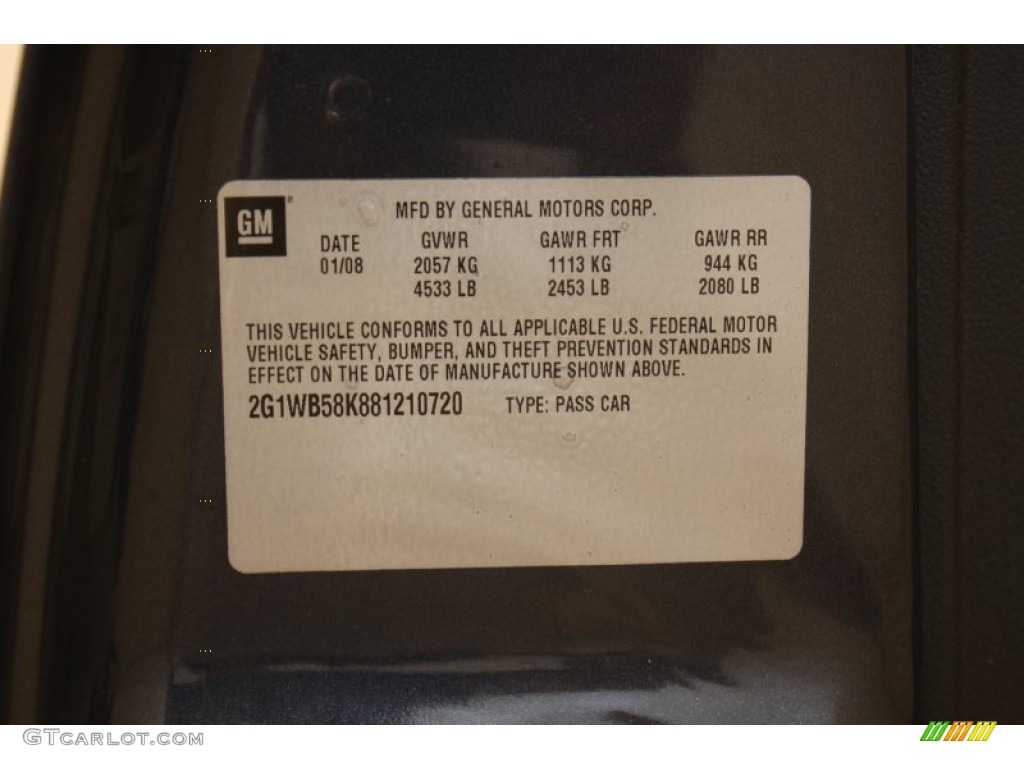 GM ®
MFD BY GENERAL MOTORS CORP.
DATE GVWR GAWR FRT GAWR RR
01/08 2057 KG 1113 KG 944 KG
4533 LB 2453 LB 2080 LB
THIS VEHICLE CONFORMS TO ALL APPLICABLE U.S. FEDERAL MOTOR
VEHICLE SAFETY, BUMPER, AND THEFT PREVENTION STANDARDS IN
EFFECT ON THE DATE OF MANUFACTURE SHOWN ABOVE.
2G1WB58K881210720 TYPE: PASS CAR
GTCARLOT.COM